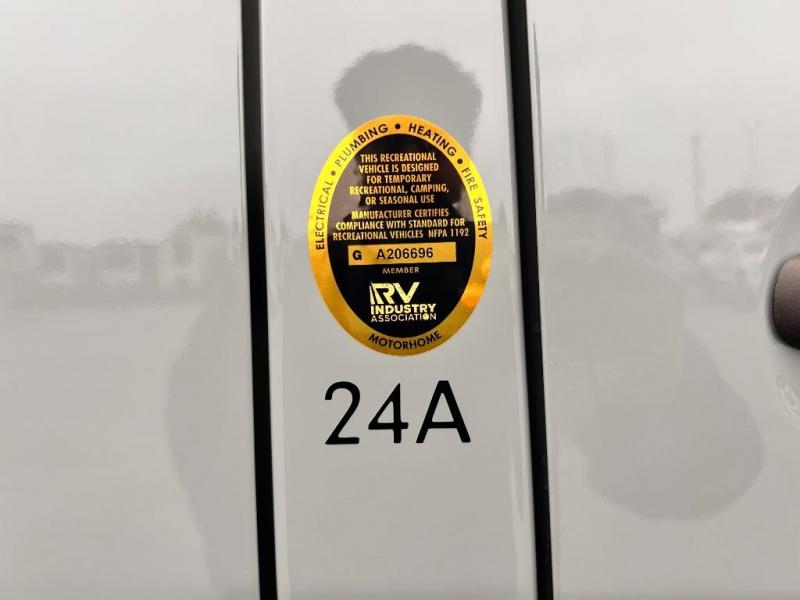 ELECTRICAL • PLUMBING • HEATING • FIRE SAFETY
THIS RECREATIONAL
VEHICLE IS DESIGNED
FOR TEMPORARY
RECREATIONAL, CAMPING,
OR SEASONAL USE
MANUFACTURER CERTIFIES
COMPLIANCE WITH STANDARD FOR
RECREATIONAL VEHICLES NFPA 1192
G A206696
MEMBER
RV
INDUSTRY
ASSOCIATION
MOTORHOME
24A